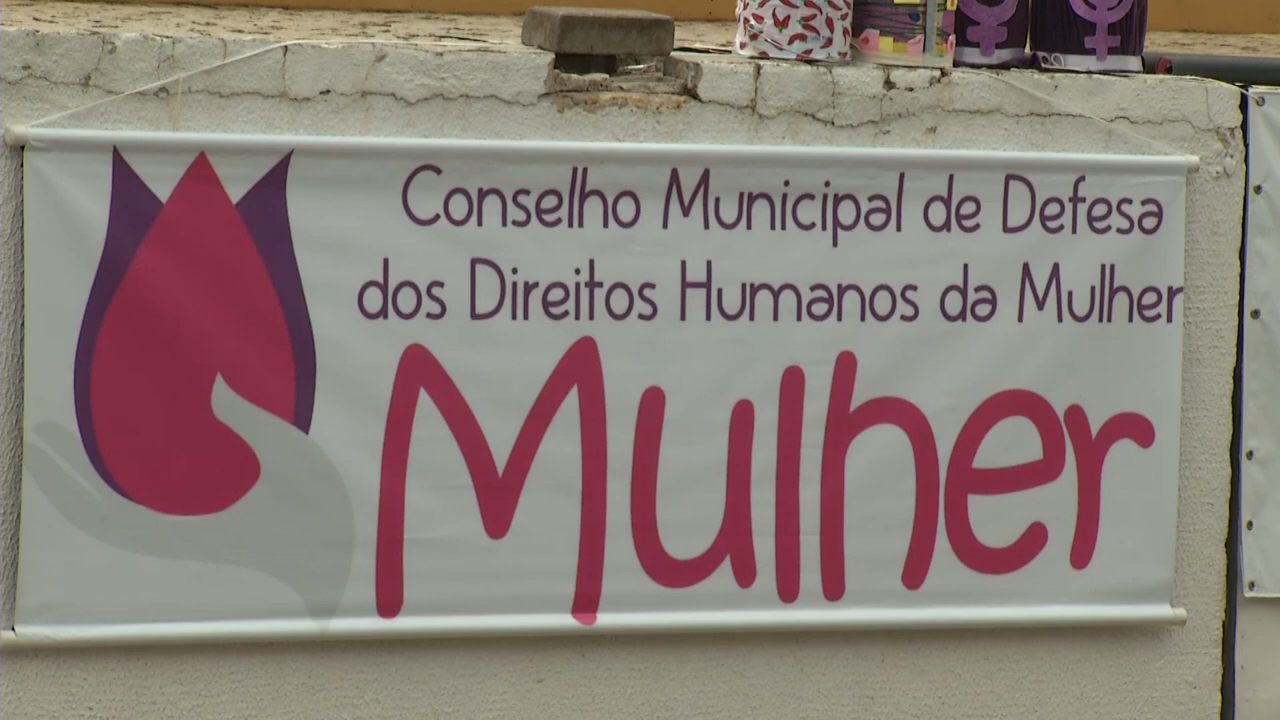 Conselho Municipal de Defesa
dos Direitos Humanos da Mulher
Mulher